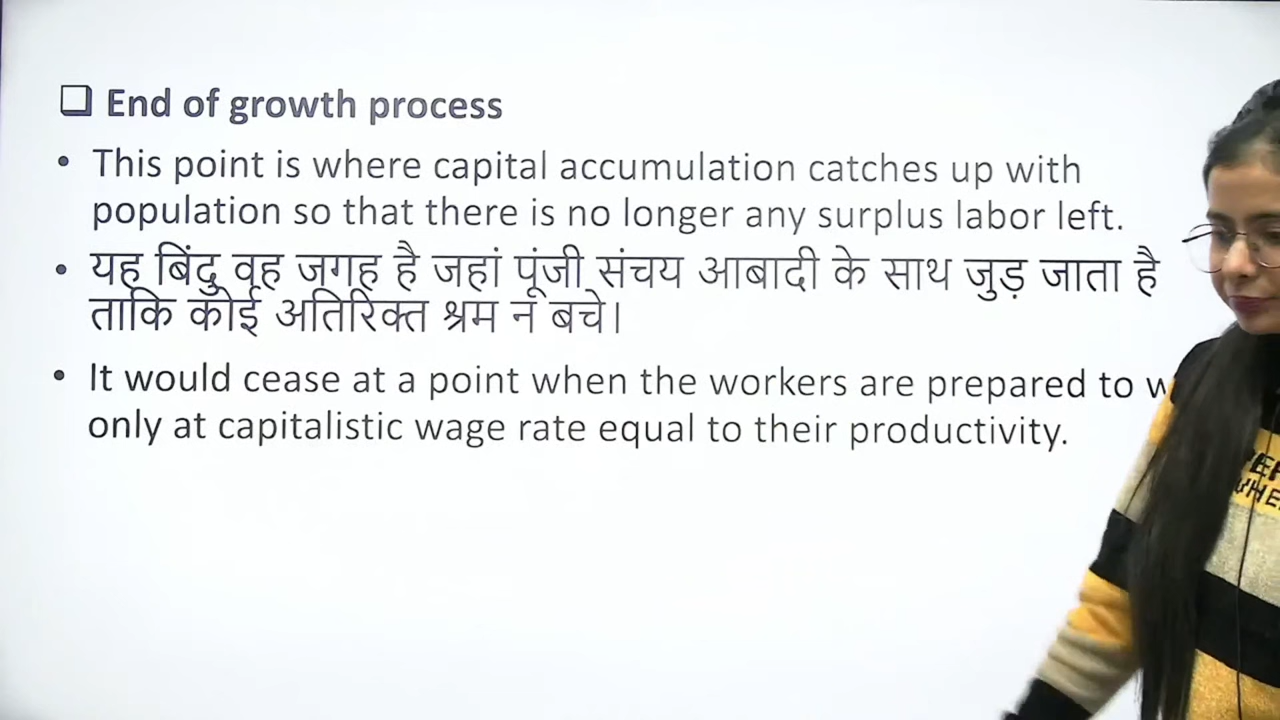 ❑ End of growth process
• This point is where capital accumulation catches up with
population so that there is no longer any surplus labor left.
• यह बिंदु वह जगह है जहां पूंजी संचय आबादी के साथ जुड़ जाता है
ताकि कोई अतिरिक्त श्रम न बचे।
• It would cease at a point when the workers are prepared to
only at capitalistic wage rate equal to their productivity.